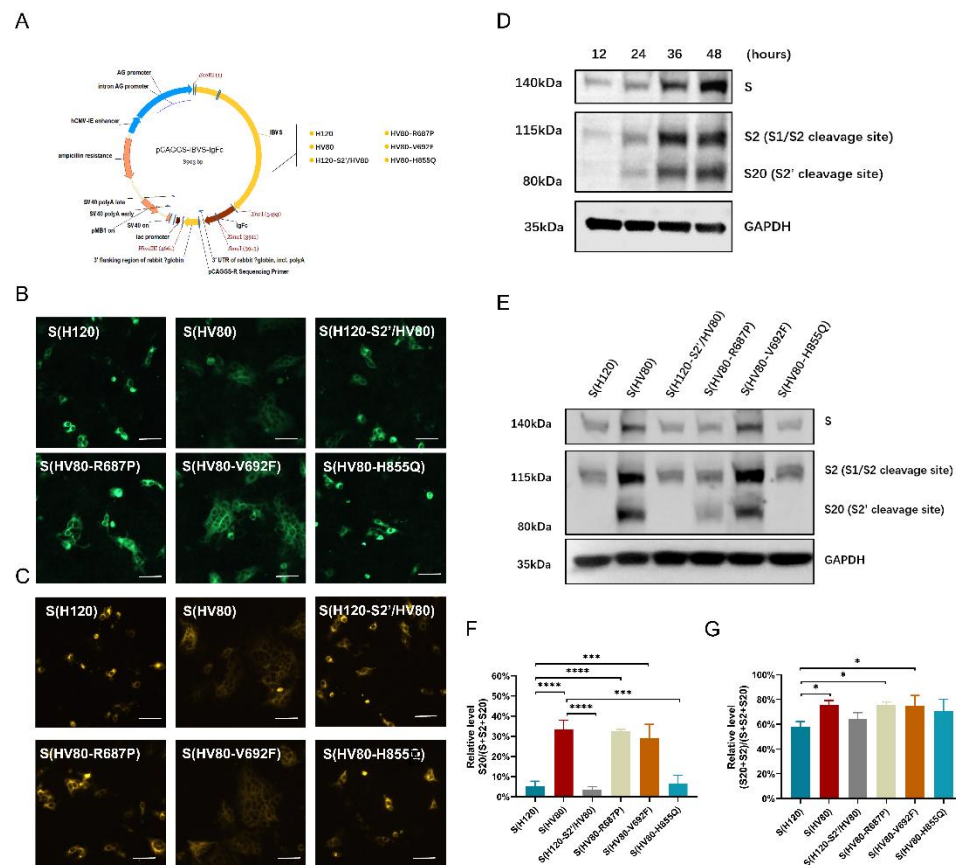 A
AG promoter
intron AG promoter
hCMV-IE enhancer
ampicillin resistance
SV40 polyA late
SV40 polyA early
pMB1 ori
SV40 ori
lac promoter
3' flanking region of rabbit ?globin
pCAGGS-IBVS-IgFc
IBVS
IgFc
3' UTR of rabbit ?globin, incl. polyA
pCAGGS-R Sequencing Primer
H120
HV80
H120-S2'/HV80
HV80-R687P
HV80-V692F
HV80-H855Q
B
S(H120)
S(HV80)
S(H120-S2'/HV80)
S(HV80-R687P)
S(HV80-V692F)
S(HV80-H855Q)
C
S(H120)
S(HV80)
S(H120-S2'/HV80)
S(HV80-R687P)
S(HV80-V692F)
S(HV80-H855Q)
D
12 24 36 48 (hours)
140kDa
S
115kDa
S2 (S1/S2 cleavage site)
80kDa
S20 (S2' cleavage site)
35kDa
GAPDH
E
S(H120)
S(HV80)
S(H120-S2'/HV80)
S(HV80-R687P)
S(HV80-V692F)
S(HV80-H855Q)
140kDa
S
115kDa
S2 (S1/S2 cleavage site)
80kDa
S20 (S2' cleavage site)
35kDa
GAPDH
F
Relative level
S20/(S+S2+S20)
60%
50%
40%
30%
20%
10%
0%
***
****
**** ***
****
S(H120)
S(HV80)
S(H120-S2'/HV80)
S(HV80-R687P)
S(HV80-V692F)
S(HV80-H855Q)
G
Relative level
(S20+S2)/(S+S2+S20)
100%
80%
60%
40%
20%
0%
*
*
*
S(H120)
S(HV80)
S(H120-S2'/HV80)
S(HV80-R687P)
S(HV80-V692F)
S(HV80-H855Q)